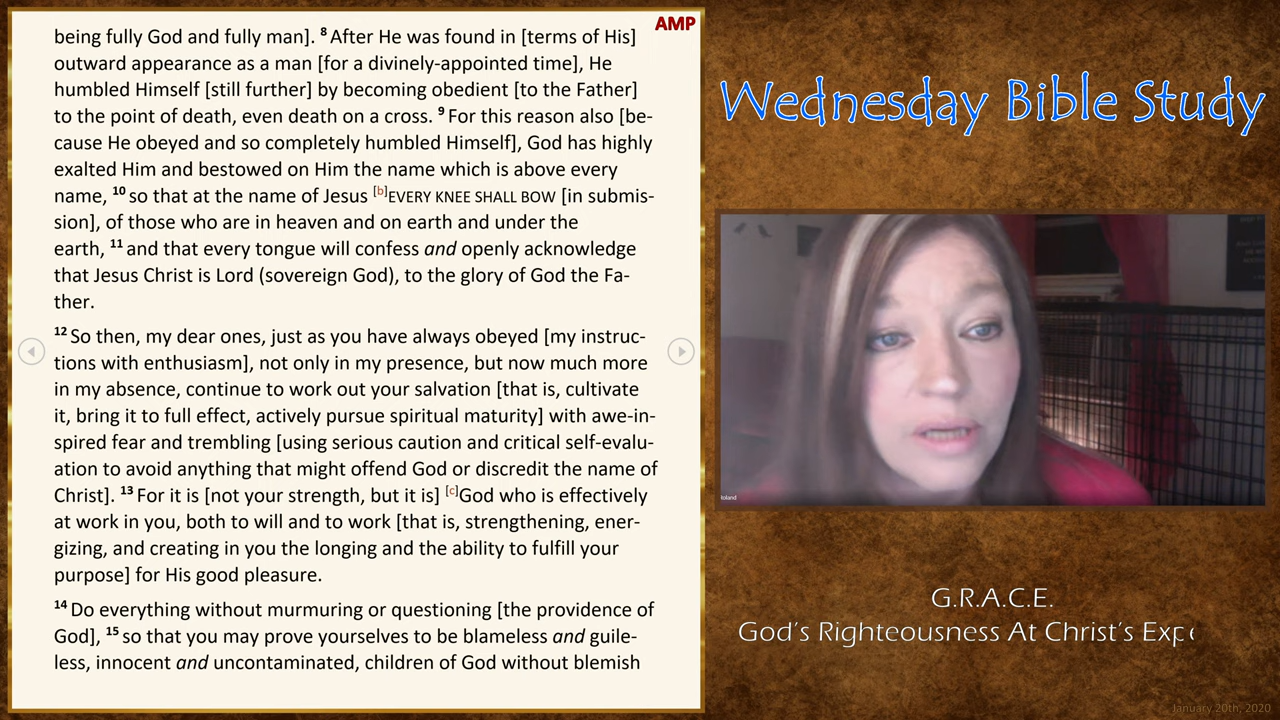 AMP
being fully God and fully man]. 8 After He was found in [terms of His]
outward appearance as a man [for a divinely-appointed time], He
humbled Himself [still further] by becoming obedient [to the Father]
to the point of death, even death on a cross. 9 For this reason also [be-
cause He obeyed and so completely humbled Himself], God has highly
exalted Him and bestowed on Him the name which is above every
name, 10 so that at the name of Jesus [b]EVERY KNEE SHALL BOW [in submis-
sion], of those who are in heaven and on earth and under the
earth, 11 and that every tongue will confess and openly acknowledge
that Jesus Christ is Lord (sovereign God), to the glory of God the Fa-
ther.
12 So then, my dear ones, just as you have always obeyed [my instruc-
tions with enthusiasm], not only in my presence, but now much more
in my absence, continue to work out your salvation [that is, cultivate
it, bring it to full effect, actively pursue spiritual maturity] with awe-in-
spired fear and trembling [using serious caution and critical self-evalu-
ation to avoid anything that might offend God or discredit the name of
Christ]. 13 For it is [not your strength, but it is] [c]God who is effectively
at work in you, both to will and to work [that is, strengthening, ener-
gizing, and creating in you the longing and the ability to fulfill your
purpose] for His good pleasure.
14 Do everything without murmuring or questioning [the providence of
God], 15 so that you may prove yourselves to be blameless and guile-
less, innocent and uncontaminated, children of God without blemish
Wednesday Bible Study
G.R.A.C.E.
God's Righteousness At Christ's
January 20th, 2020